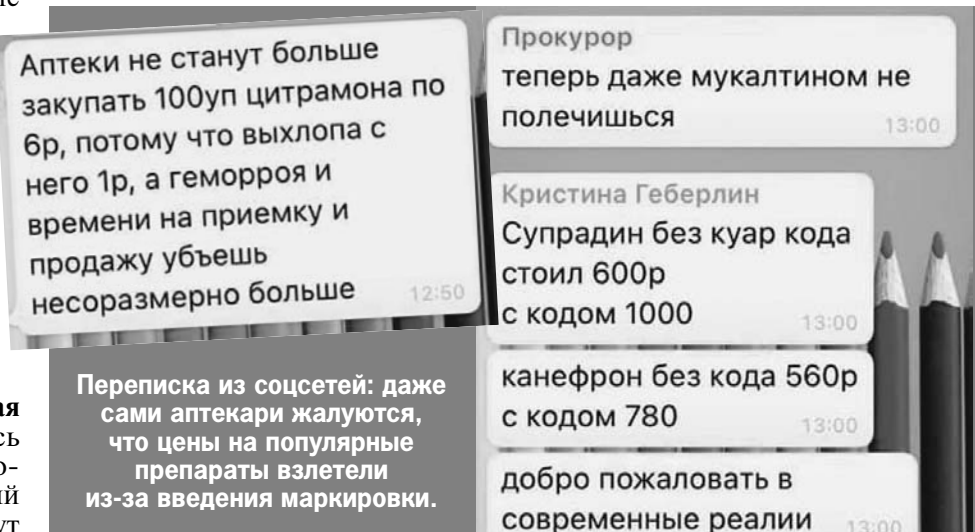 Аптеки не станут больше
закупать 100уп цитрамона по
6р, потому что выхлопа с
него 1р, а геморроя и
времени на приемку и
продажу убъешь
несоразмерно больше
12:50
Прокурор
теперь даже мукалтином не
полечишься
13:00
Кристина Геберлин
Супрадин без куар кода
стоил 600р
с кодом 1000
13:00
канефрон без кода 560р
с кодом 780
13:00
добро пожаловать в
современные реалии
13:00
Переписка из соцсетей: даже
сами аптекари жалуются,
что цены на популярные
препараты взлетели
из-за введения маркировки.